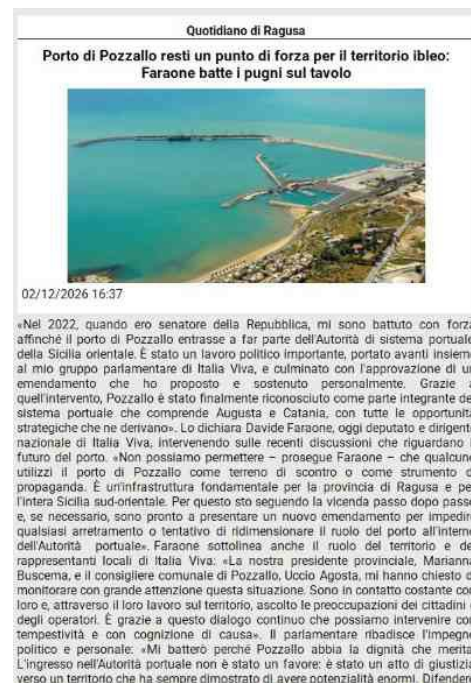 Quotidiano di Ragusa
Porto di Pozzallo resti un punto di forza per il territorio ibleo:
Faraone batte i pugni sul tavolo
02/12/2026 16:37
«Nel 2022, quando ero senatore della Repubblica, mi sono battuto con forza
affinché il porto di Pozzallo entrasse a far parte dell'Autorità di sistema portuale
della Sicilia orientale. È stato un lavoro politico importante, portato avanti insieme
al mio gruppo parlamentare di Italia Viva, e culminato con l'approvazione di un
emendamento che ho proposto e sostenuto personalmente. Grazie a
quell'intervento, Pozzallo è stato finalmente riconosciuto come parte integrante del
sistema portuale che comprende Augusta e Catania, con tutte le opportunità
strategiche che ne derivano». Lo dichiara Davide Faraone, oggi deputato e dirigente
nazionale di Italia Viva, intervenendo sulle recenti discussioni che riguardano il
futuro del porto. «Non possiamo permettere – prosegue Faraone – che qualcuno
utilizzi il porto di Pozzallo come terreno di scontro o come strumento di
propaganda. È un'infrastruttura fondamentale per la provincia di Ragusa e per
l'intera Sicilia sud-orientale. Per questo sto seguendo la vicenda passo dopo passo
e, se necessario, sono pronto a presentare un nuovo emendamento per impedire
qualsiasi arretramento o tentativo di ridimensionare il ruolo del porto all'interno
dell'Autorità portuale». Faraone sottolinea anche il ruolo del territorio e dei
rappresentanti locali di Italia Viva: «La nostra presidente provinciale, Marianna
Buscema, e il consigliere comunale di Pozzallo, Uccio Agosta, mi hanno chiesto di
monitorare con grande attenzione questa situazione. Sono in contatto costante con
loro e, attraverso il loro lavoro sul territorio, ascolto le preoccupazioni dei cittadini e
degli operatori. È grazie a questo dialogo continuo che possiamo intervenire con
tempestività e con cognizione di causa». Il parlamentare ribadisce l'impegno
politico e personale: «Mi batterò perché Pozzallo abbia la dignità che merita.
L'ingresso nell'Autorità portuale non è stato un favore: è stato un atto di giustizia
verso un territorio che ha sempre dimostrato di avere potenzialità enormi. Difendere